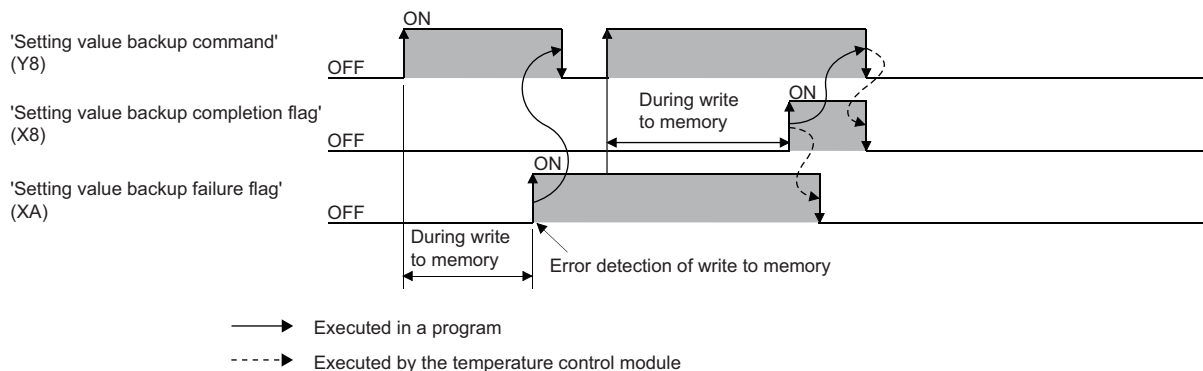 ON
'Setting value backup command'
(Y8)
OFF
'Setting value backup completion flag'
(X8)
During write
to memory
ON
OFF
ON
'Setting value backup failure flag'
(XA)
OFF
During write
to memory
Error detection of write to memory
Executed in a program
Executed by the temperature control module